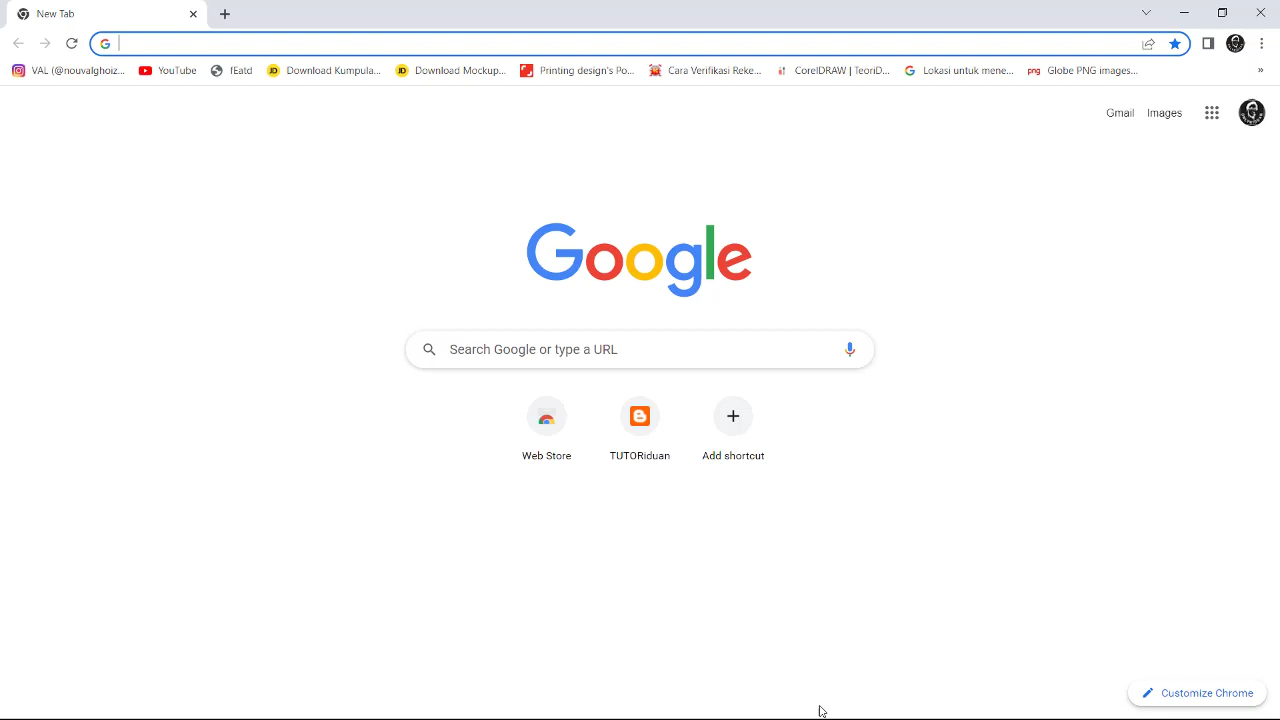 New Tab
VAL (@nouvalghoiz...
YouTube
fEatd
Download Kumpula...
Download Mockup...
Printing design's Po...
Cara Verifikasi Reke...
CorelDRAW | TeoriD...
Lokasi untuk mene...
png
Globe PNG images...
»
Gmail
Images
Google
Search Google or type a URL
Web Store
TUTORiduan
Add shortcut
Customize Chrome